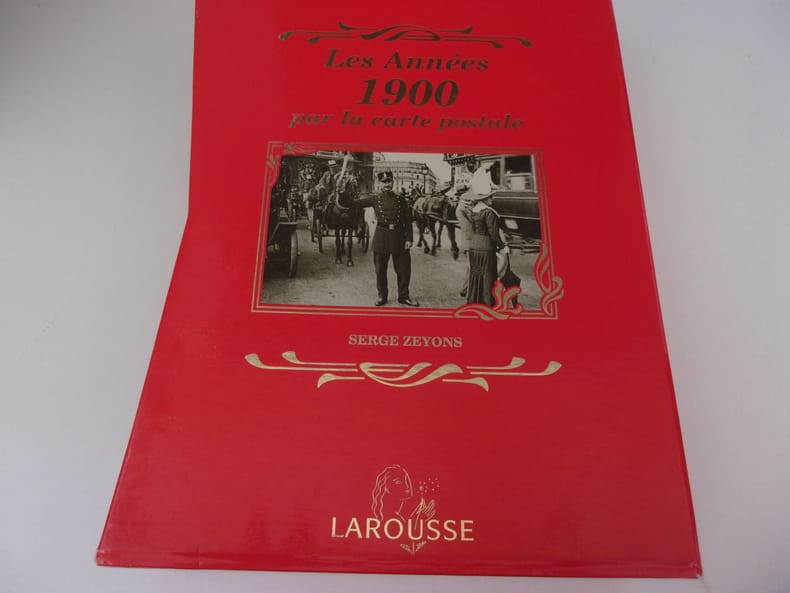 Les Années
1900
par la carte postale
SERGE ZEYONS
LAROUSSE